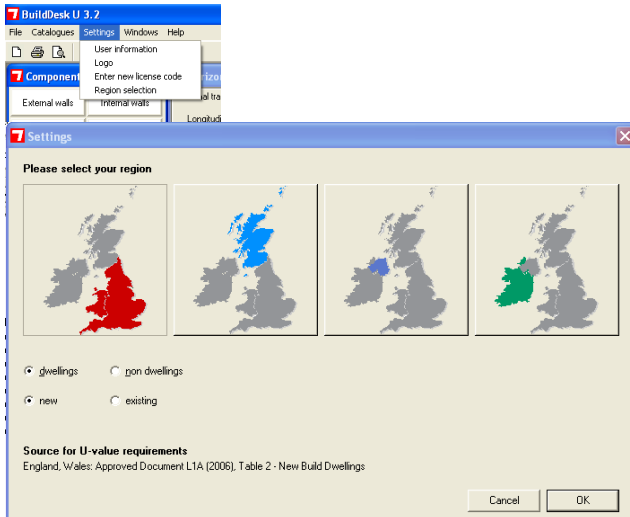 BuildDesk U 3.2
File Catalogues Settings Windows Help
User information
Logo
Enter new license code
Region selection
Component
External walls Internal walls
Longitudi
Settings
Please select your region
dwellings non dwellings
new existing
Source for U-value requirements
England, Wales: Approved Document L1A (2006), Table 2 - New Build Dwellings
Cancel OK